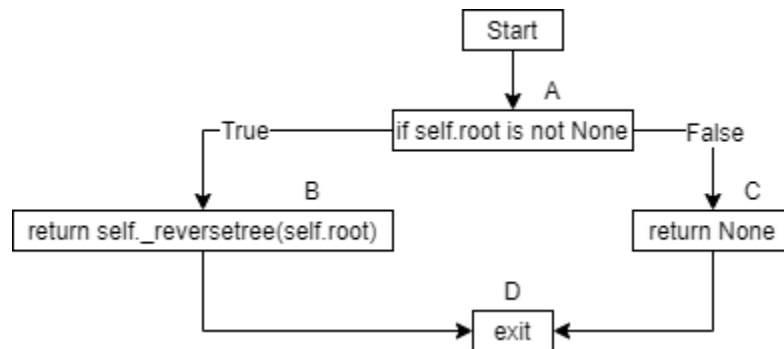 Start
A
if self.root is not None
True
False
B
C
return self._reversetree(self.root)
return None
D
exit